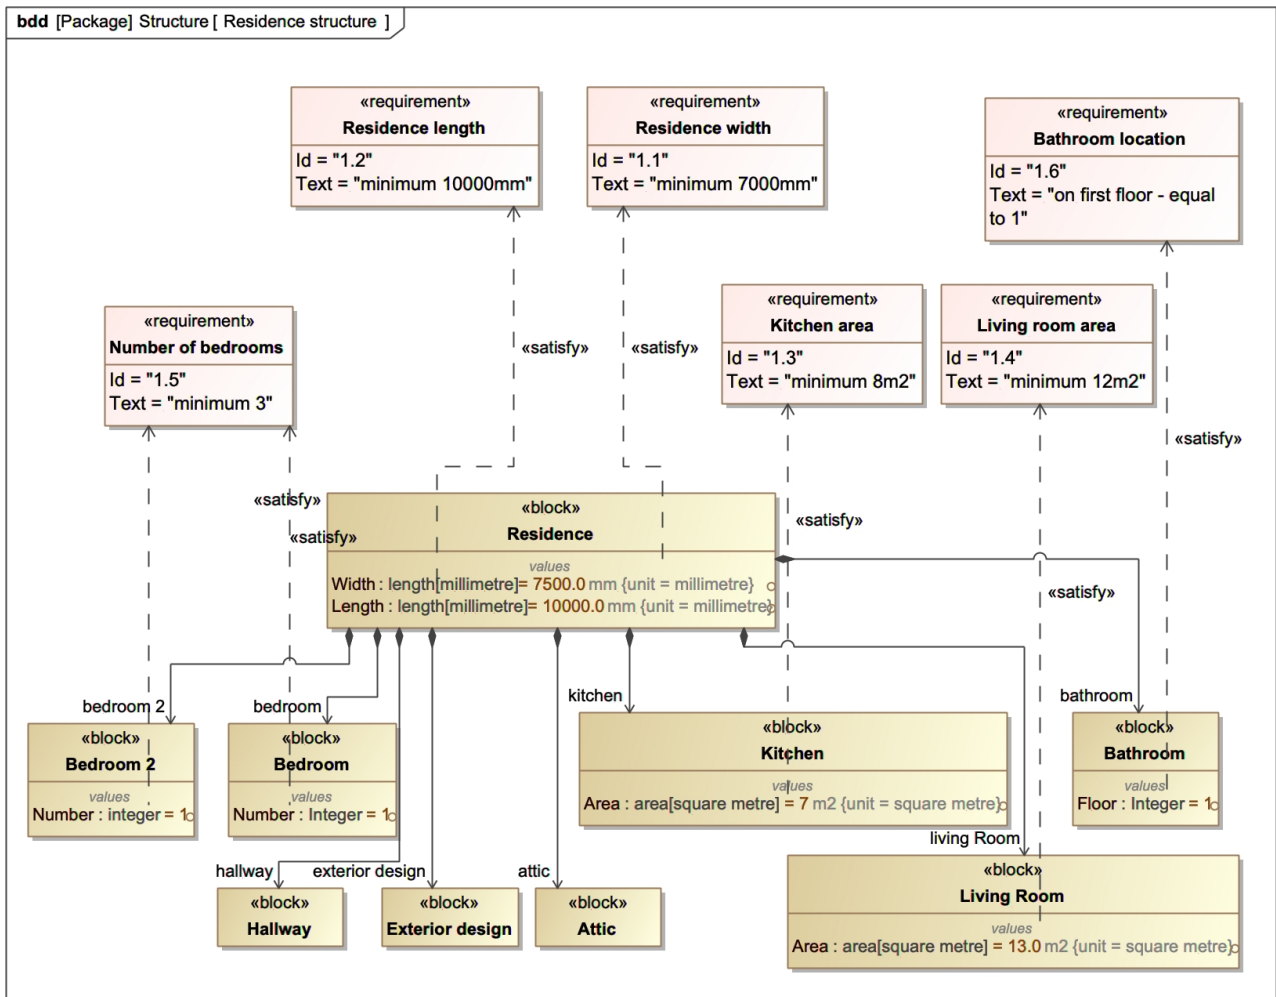 bdd [Package] Structure [ Residence structure ]
«requirement»
Residence length
Id = "1.2"
Text = "minimum 10000mm"
«requirement»
Residence width
Id = "1.1"
Text = "minimum 7000mm"
«requirement»
Bathroom location
Id = "1.6"
Text = "on first floor - equal
to 1"
«requirement»
Number of bedrooms
Id = "1.5"
Text = "minimum 3"
«requirement»
Kitchen area
Id = "1.3"
Text = "minimum 8m2"
«requirement»
Living room area
Id = "1.4"
Text = "minimum 12m2"
«satisfy»
«satisfy»
«satisfy»
«satisfy»
«satisfy»
«satisfy»
«satisfy»
«block»
Residence
values
Width : length[millimetre]= 7500.0 mm {unit = millimetre}
Length : length[millimetre]= 10000.0 mm {unit = millimetre}
bedroom 2
bedroom
kitchen
bathroom
«block»
Bedroom 2
values
Number : integer = 1
«block»
Bedroom
values
Number : Integer = 1
«block»
Kitchen
values
Area : area[square metre] = 7 m2 {unit = square metre}
«block»
Bathroom
values
Floor : Integer = 1
hallway
exterior design
attic
living Room
«block»
Hallway
«block»
Exterior design
«block»
Attic
«block»
Living Room
values
Area : area[square metre] = 13.0 m2 {unit = square metre}